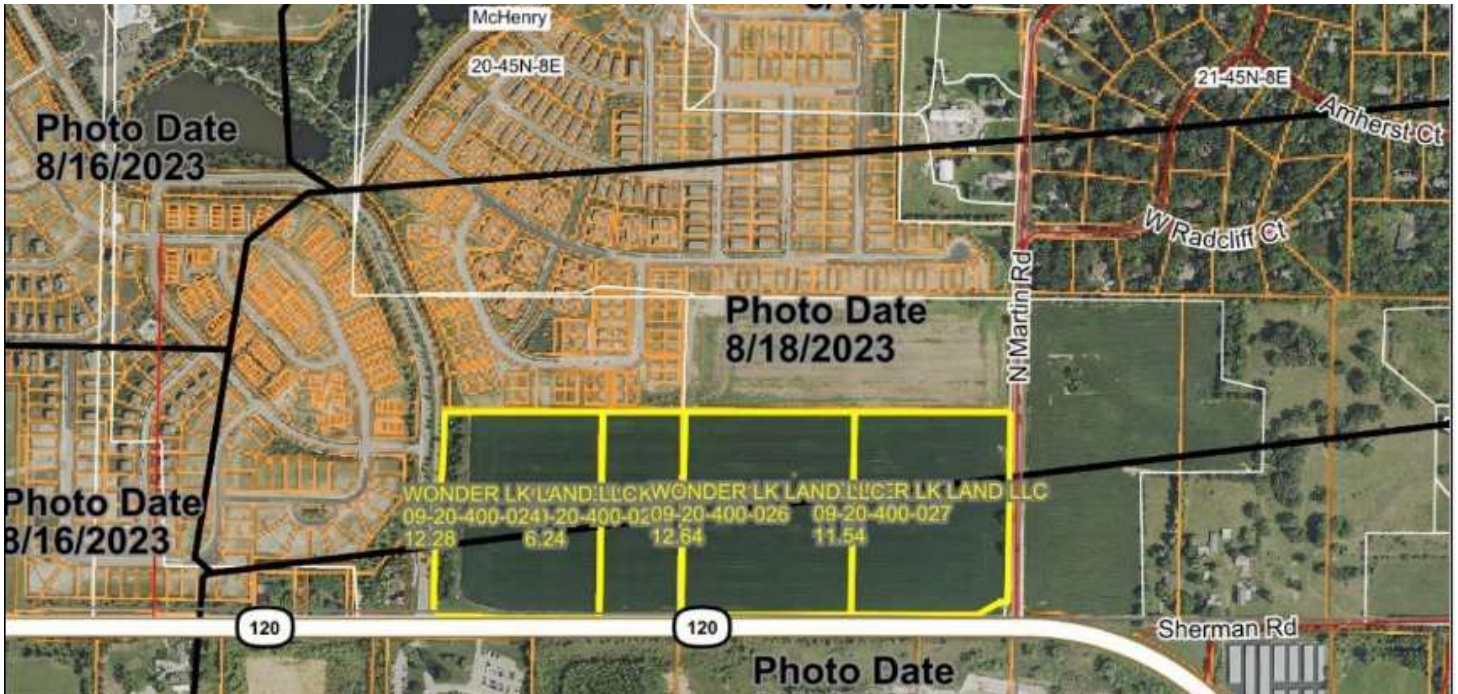 McHenry
20-45N-8E
21-45N-8E
Amherst Ct
Photo Date
8/16/2023
W Radcliff Ct
N Martin Rd
Photo Date
8/18/2023
WONDER LK LAND LLC WONDER LK LAND LLC LK LAND LLC
09-20-400-024 -20-400-02 09-20-400-026 09-20-400-027
12.28 6.24 12.64 11.54
Photo Date
8/16/2023
120
120
Sherman Rd
Photo Date